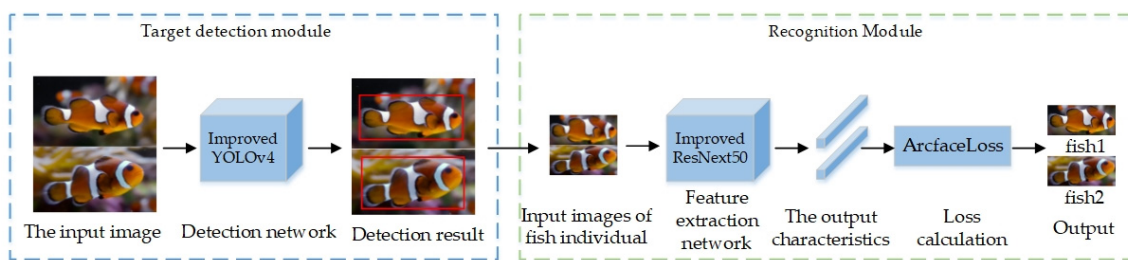 Target detection module
Improved
YOLOv4
The input image
Detection network
Detection result
Recognition Module
Improved
ResNext50
ArcfaceLoss
fish1
fish2
Input images of
fish individual
Feature
extraction
network
The output
characteristics
Loss
calculation
Output